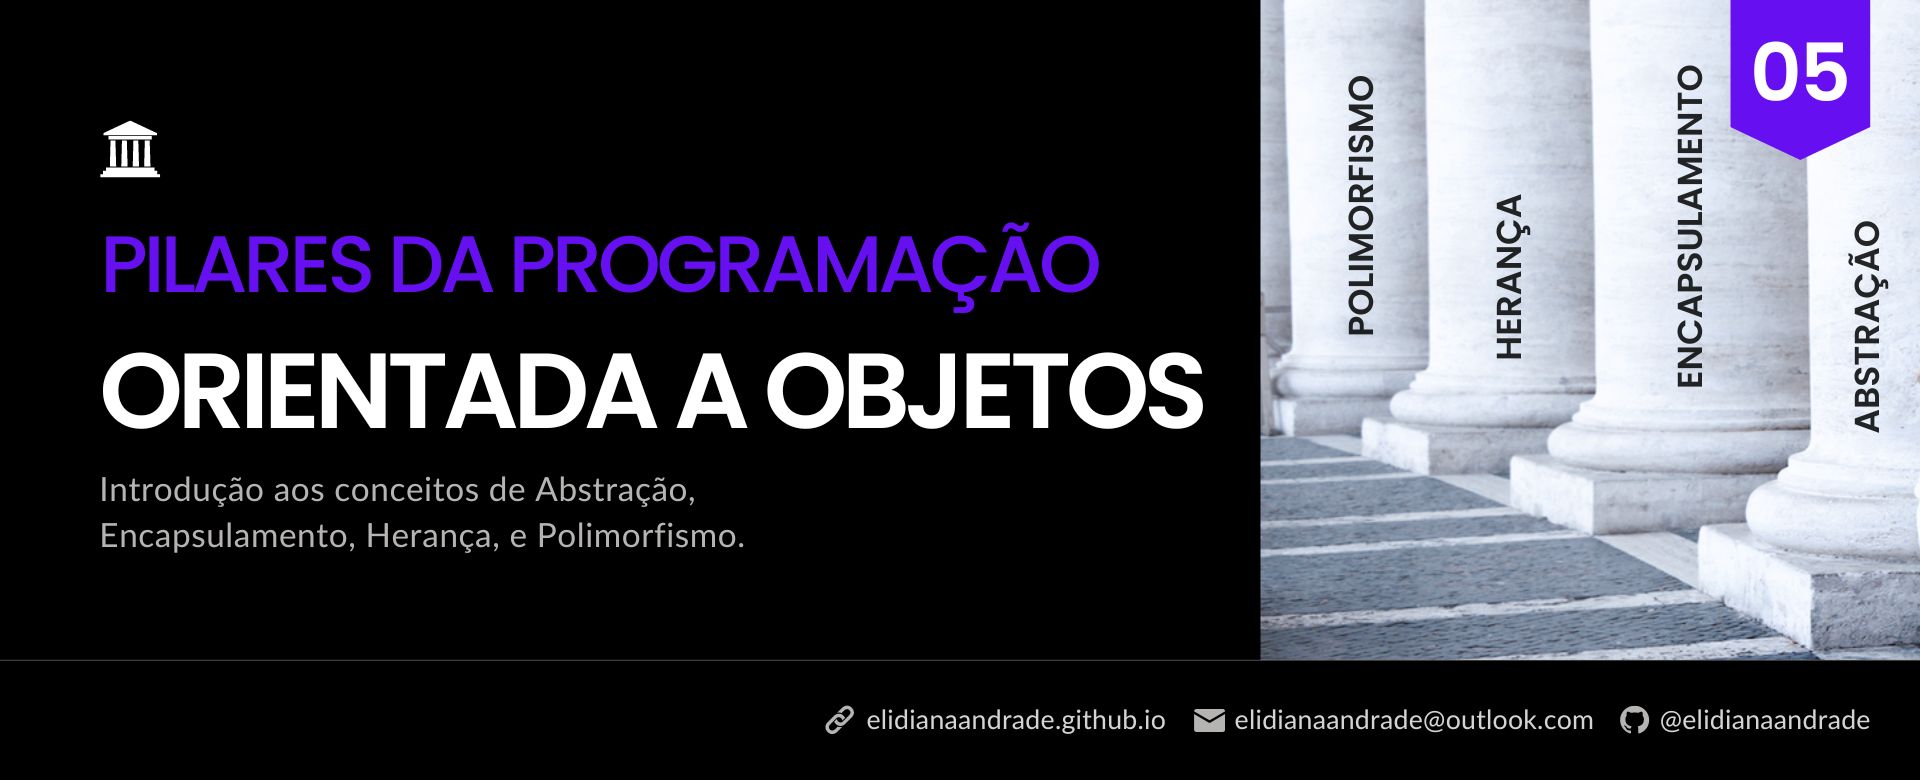 PILARES DA PROGRAMAÇÃO
ORIENTADA A OBJETOS
Introdução aos conceitos de Abstração,
Encapsulamento, Herança, e Polimorfismo.
POLIMORFISMO
HERANÇA
ENCAPSULAMENTO
ABSTRAÇÃO
05
elidianaandrade.github.io
elidianaandrade@outlook.com
@elidianaandrade